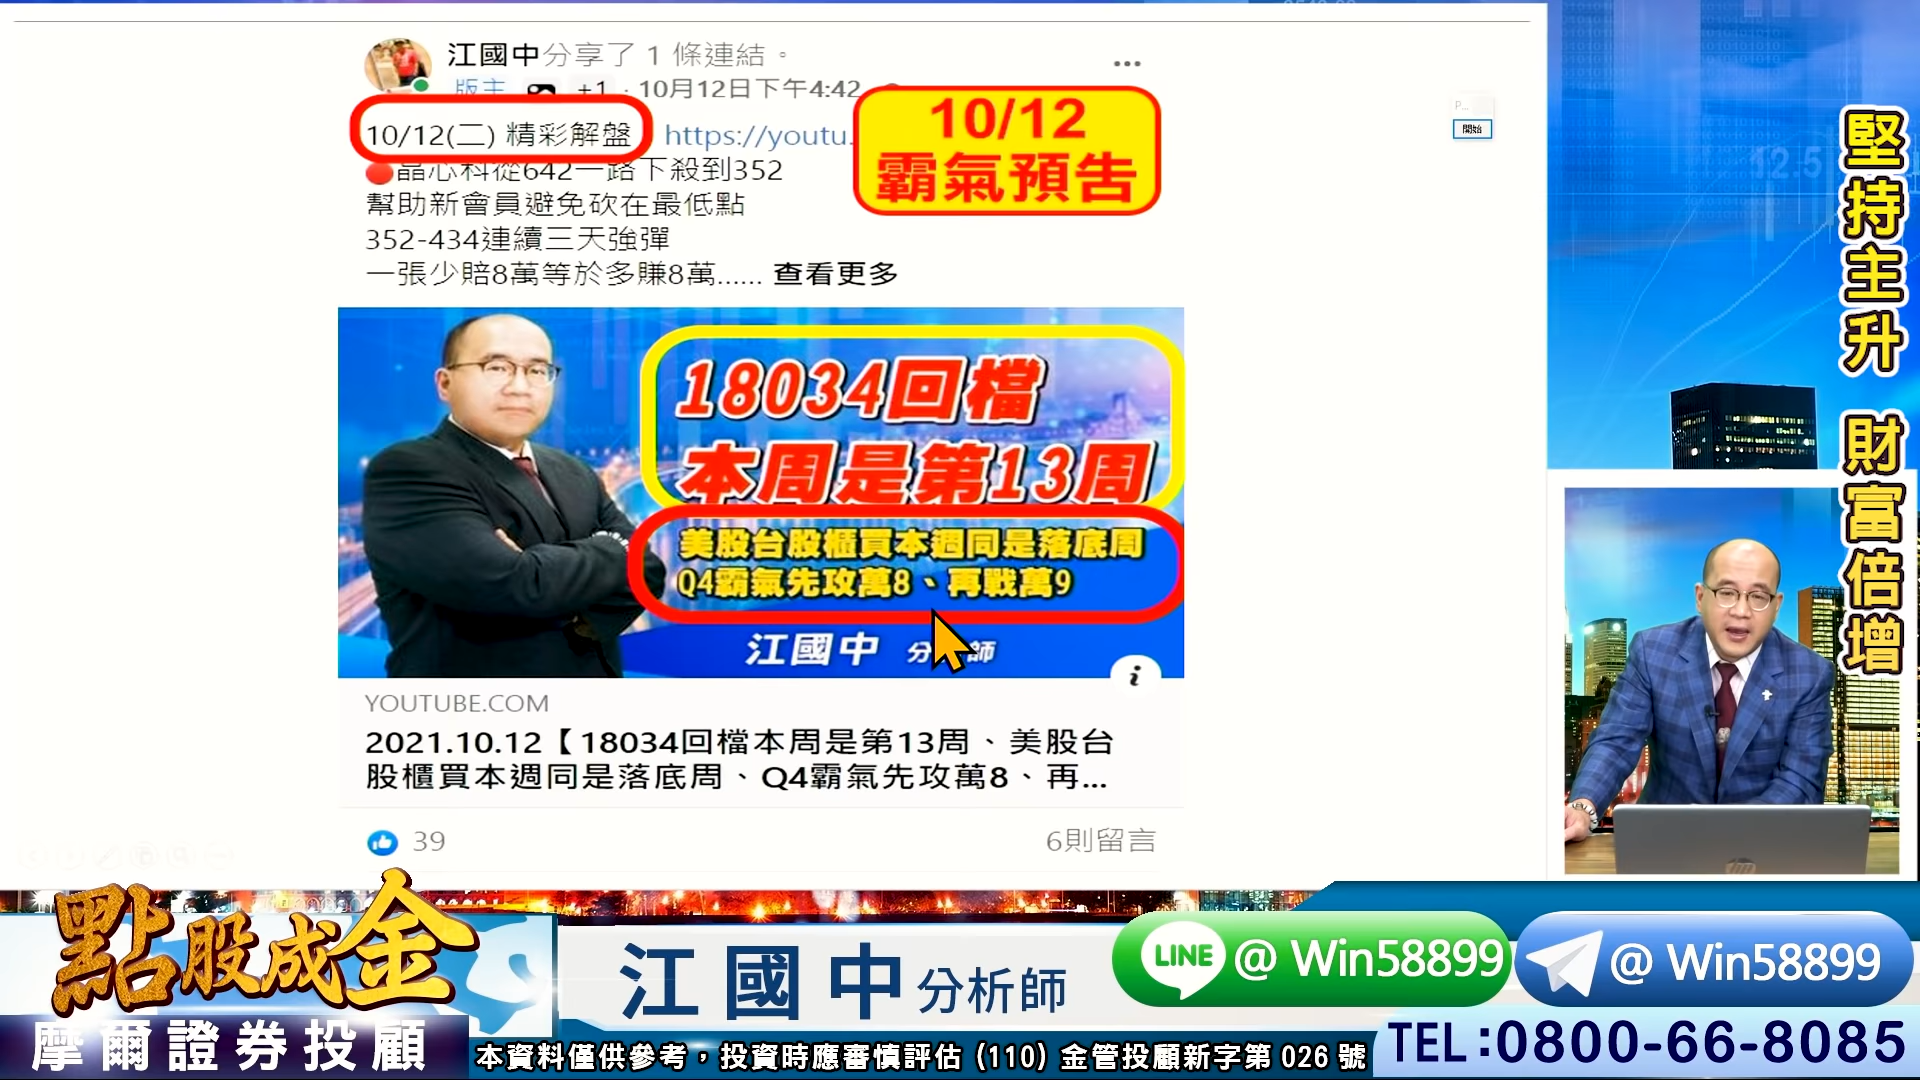 江國中分享了 1 條連結。
版主 +1 · 10月12日下午4:42
10/12(二) 精彩解盤 https://youtu.
晶心科從642一路下殺到352
幫助新會員避免砍在最低點
352-434連續三天強彈
一張少賠8萬等於多賺8萬...... 查看更多
10/12
霸氣預告
18034回檔
本周是第13周
美股台股櫃買本週同是落底周
Q4霸氣先攻萬8、再戰萬9
江國中 分 師
YOUTUBE.COM
2021.10.12【18034回檔本周是第13周、美股台
股櫃買本週同是落底周、Q4霸氣先攻萬8、再...
39
6則留言
P...
開始
堅持主升 財富倍增
點股成金
摩爾證券投顧
江國中 分析師
LINE @ Win58899
@ Win58899
TEL:0800-66-8085
本資料僅供參考,投資時應審慎評估 (110) 金管投顧新字第 026 號